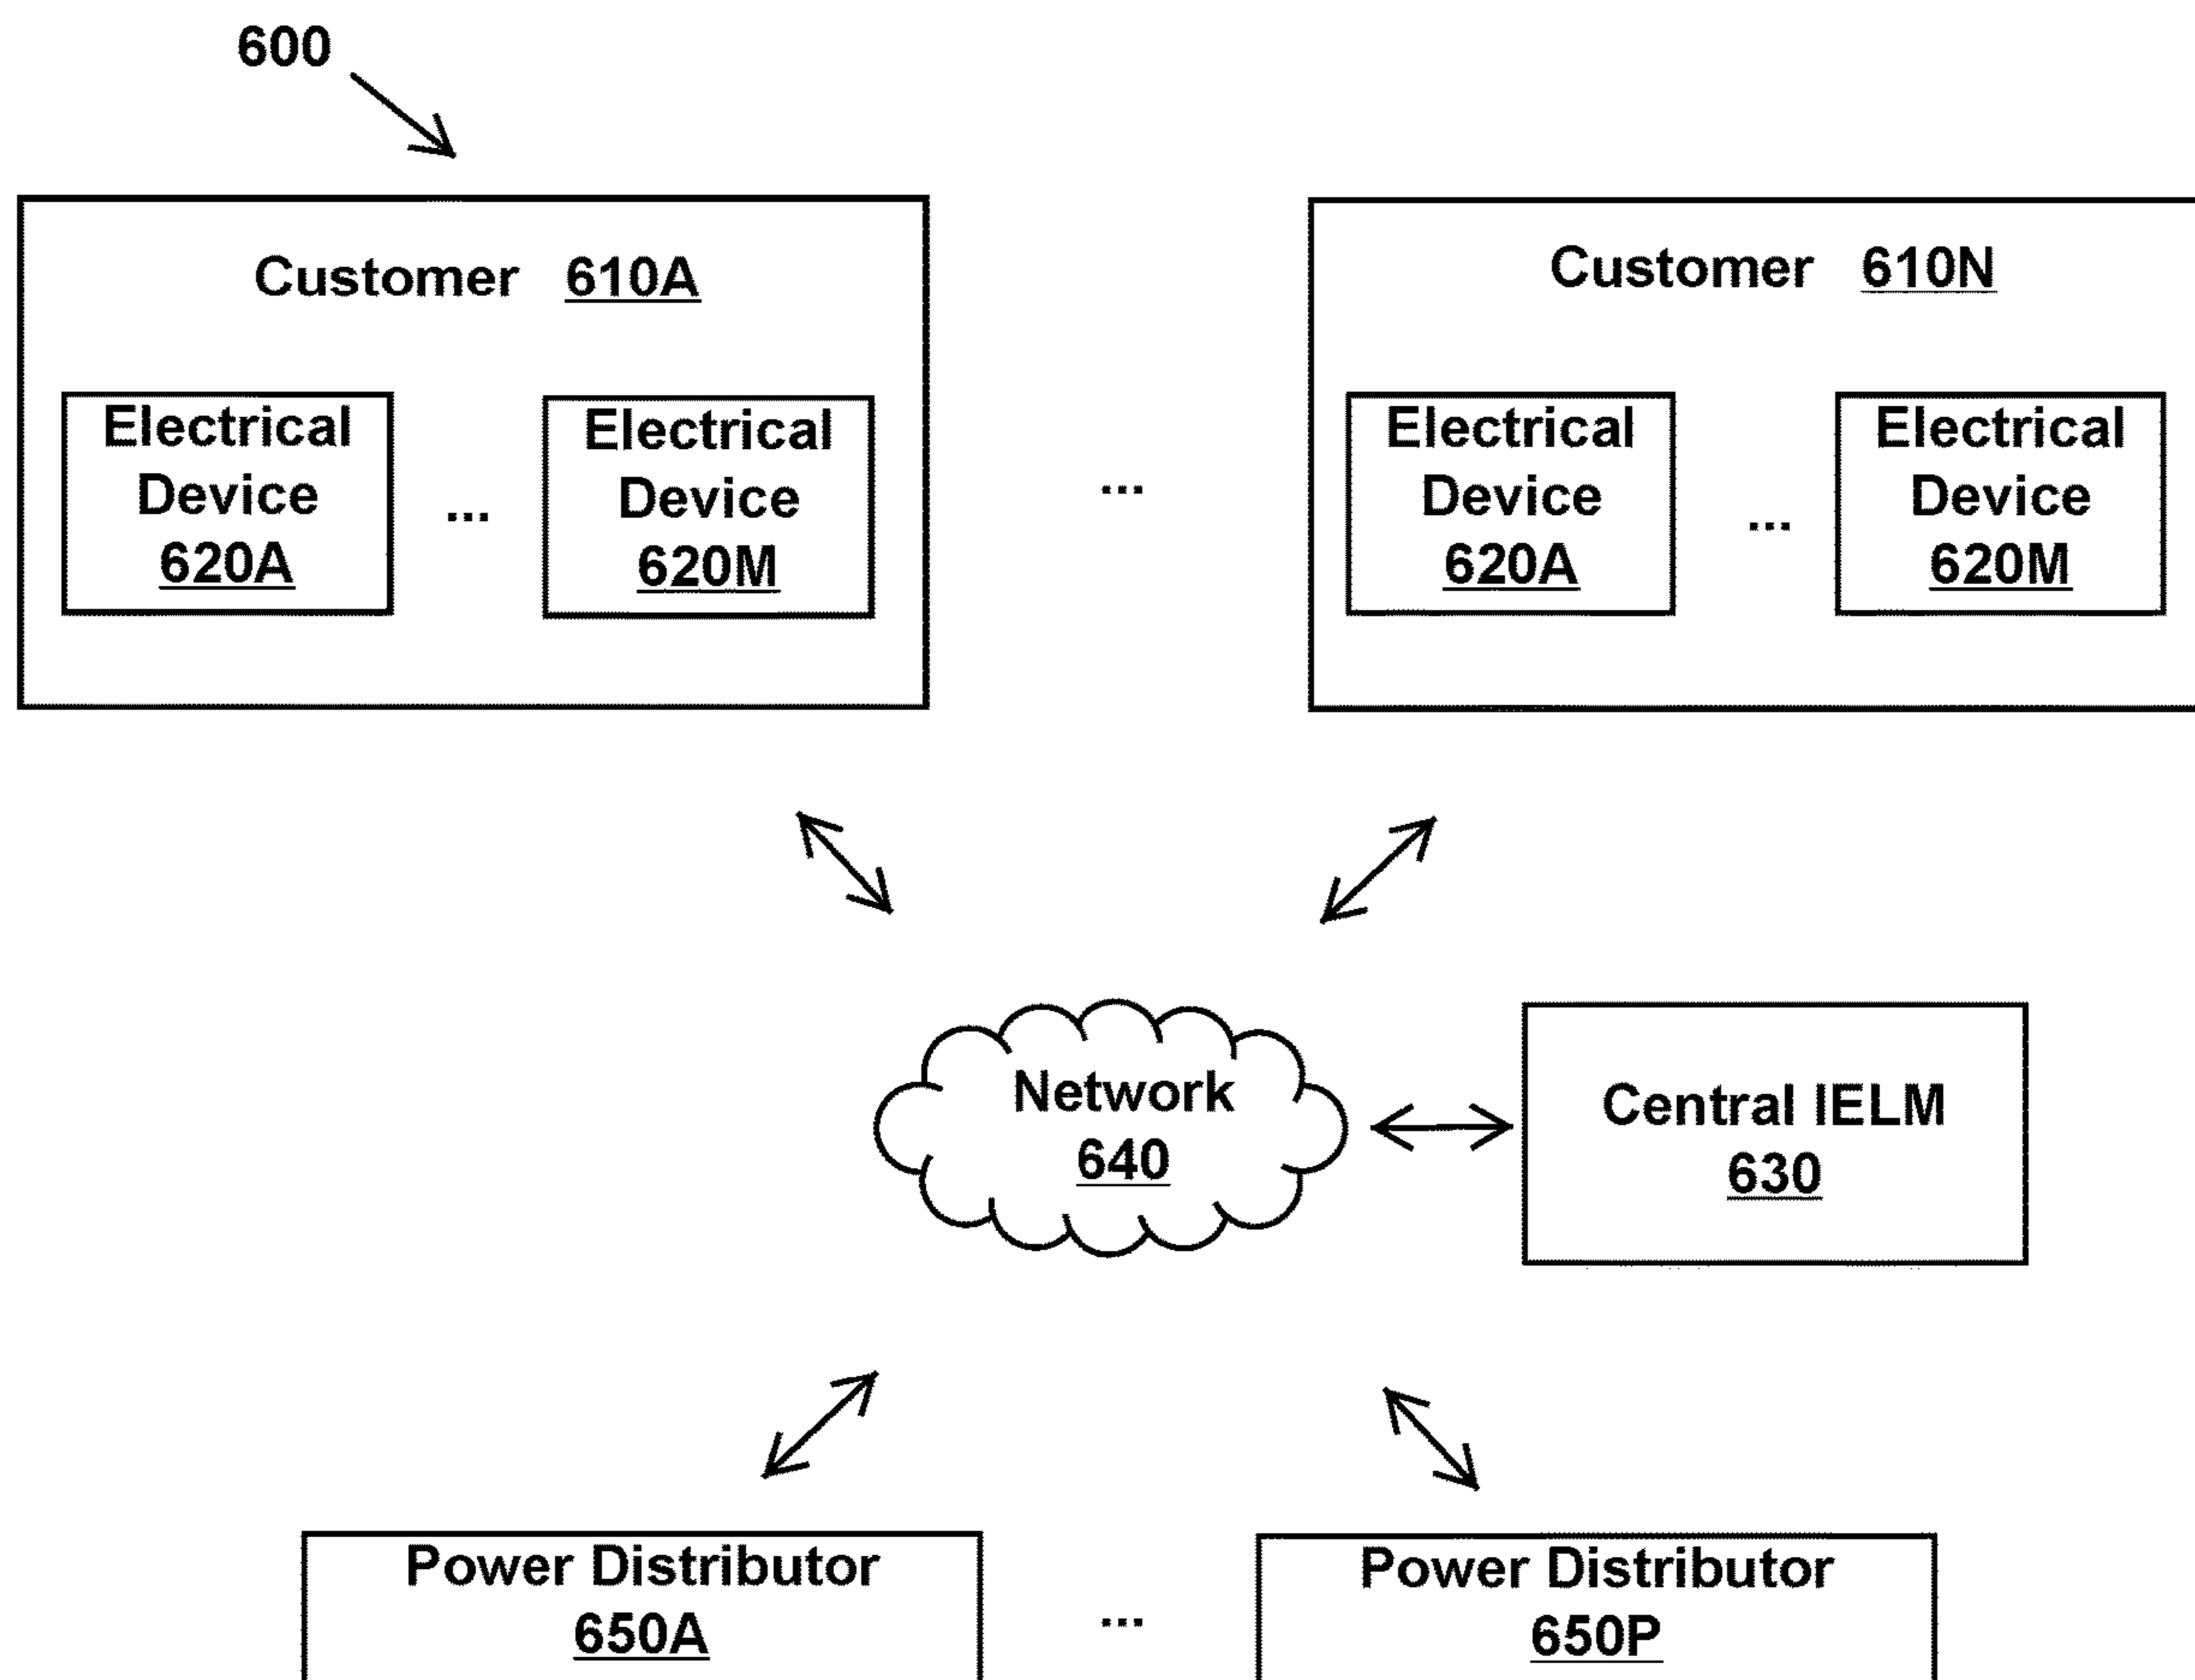 600
Customer 610A
Customer 610N
Electrical
Device
620A
...
Electrical
Device
620M
...
Electrical
Device
620A
...
Electrical
Device
620M
Network
640
Central IELM
630
Power Distributor
650A
...
Power Distributor
650P